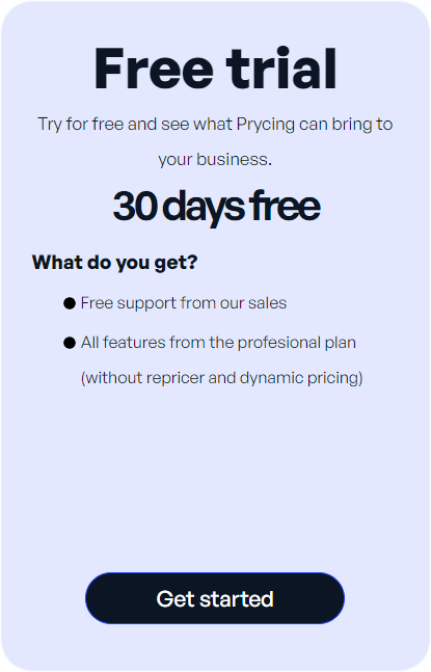 Free trial
Try for free and see what Prycing can bring to
your business.
30 days free
What do you get?
● Free support from our sales
● All features from the profesional plan
(without repricer and dynamic pricing)
Get started